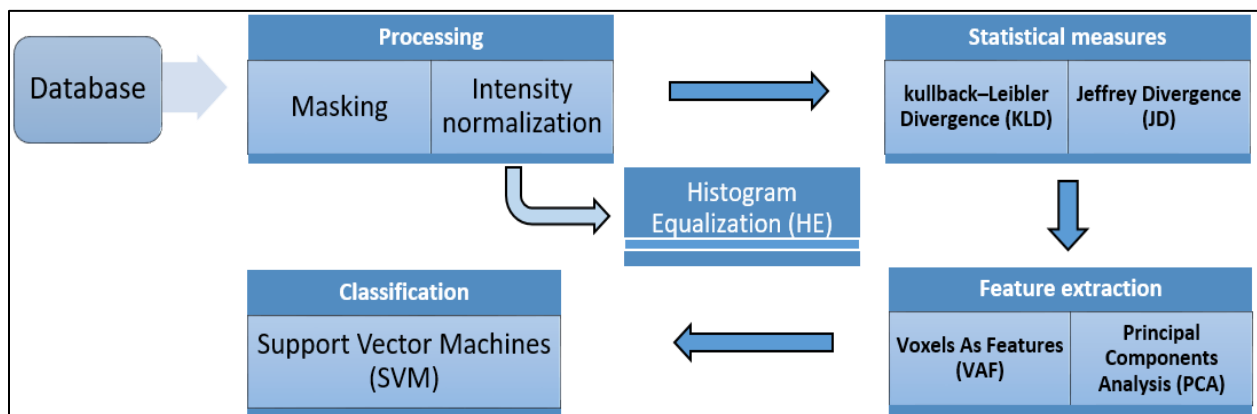 Database
Processing
Masking
Intensity
normalization
Statistical measures
kullback–Leibler
Divergence (KLD)
Jeffrey Divergence
(JD)
Histogram
Equalization (HE)
Classification
Support Vector Machines
(SVM)
Feature extraction
Voxels As Features
(VAF)
Principal
Components
Analysis (PCA)